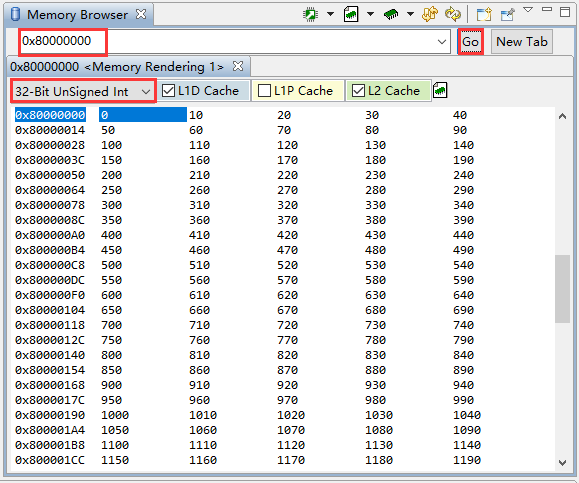 Memory Browser
0x80000000 Go New Tab
0x80000000 <Memory Rendering 1>
32-Bit UnSigned Int L1D Cache L1P Cache L2 Cache
0x80000000 0 10 20 30 40
0x80000014 50 60 70 80 90
0x80000028 100 110 120 130 140
0x8000003C 150 160 170 180 190
0x80000050 200 210 220 230 240
0x80000064 250 260 270 280 290
0x80000078 300 310 320 330 340
0x8000008C 350 360 370 380 390
0x800000A0 400 410 420 430 440
0x800000B4 450 460 470 480 490
0x800000C8 500 510 520 530 540
0x800000DC 550 560 570 580 590
0x800000F0 600 610 620 630 640
0x80000104 650 660 670 680 690
0x80000118 700 710 720 730 740
0x8000012C 750 760 770 780 790
0x80000140 800 810 820 830 840
0x80000154 850 860 870 880 890
0x80000168 900 910 920 930 940
0x8000017C 950 960 970 980 990
0x80000190 1000 1010 1020 1030 1040
0x800001A4 1050 1060 1070 1080 1090
0x800001B8 1100 1110 1120 1130 1140
0x800001CC 1150 1160 1170 1180 1190